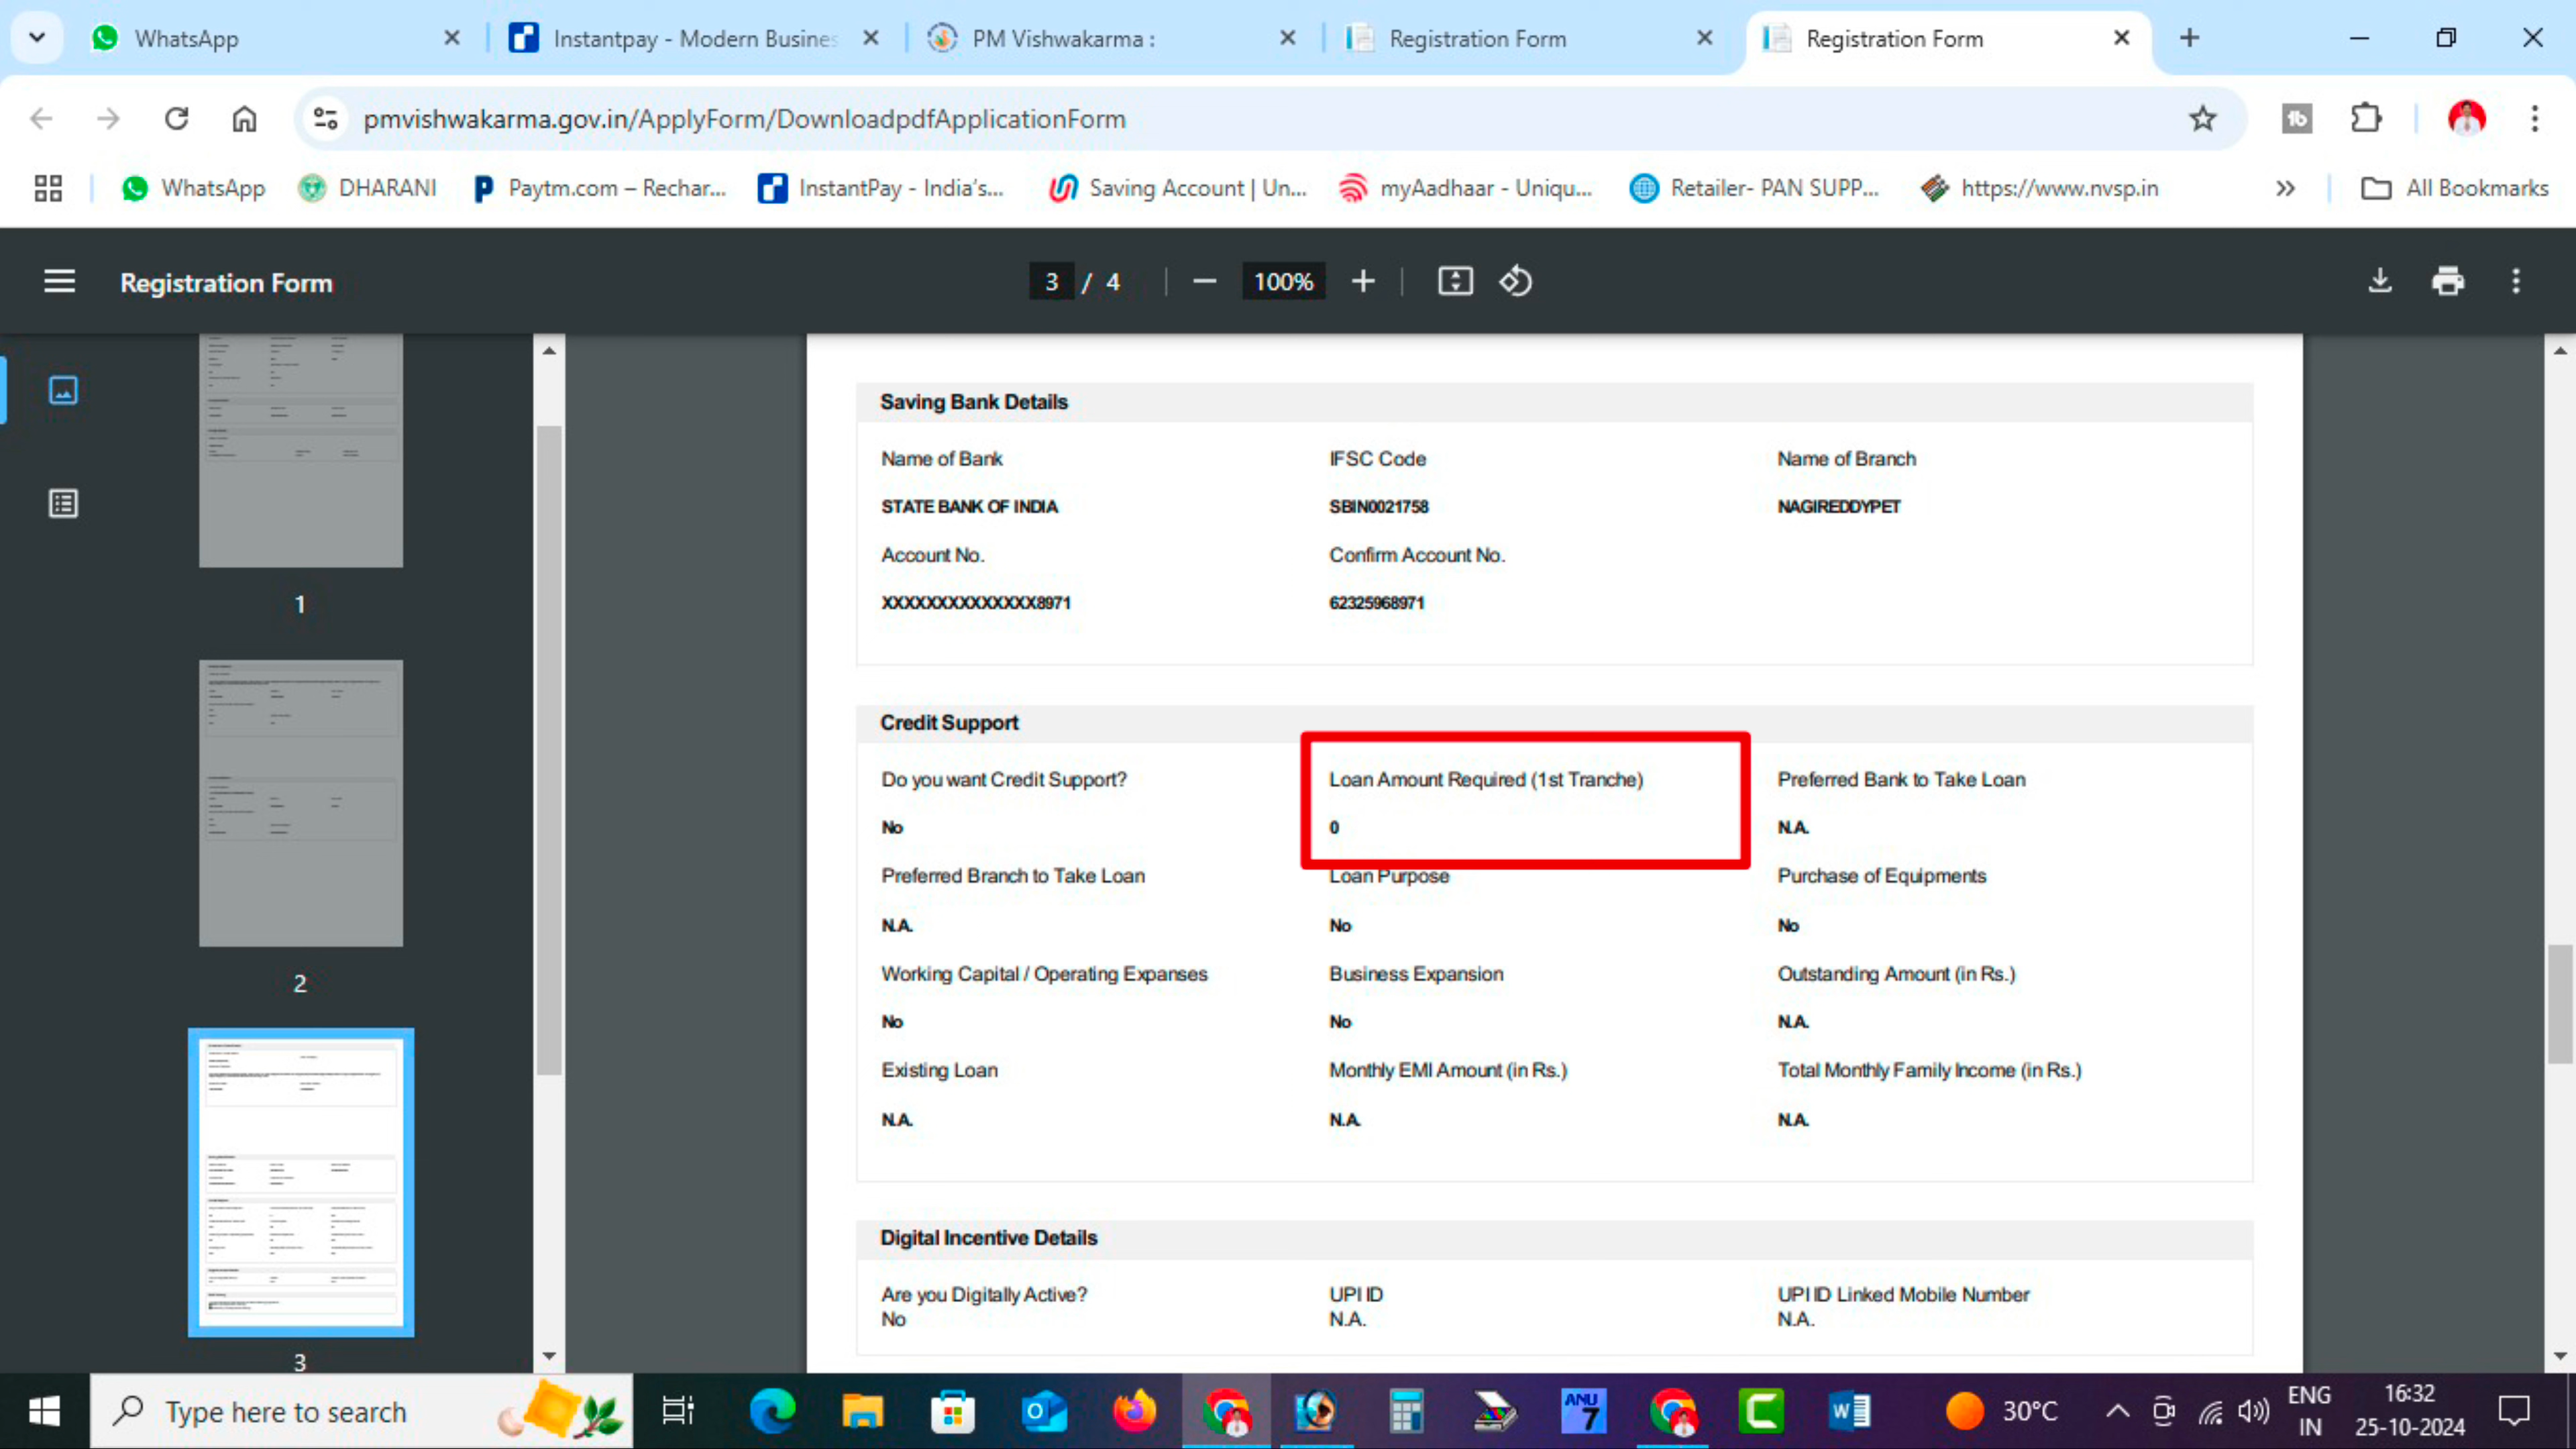 WhatsApp
Instantpay - Modern Busines
PM Vishwakarma :
Registration Form
Registration Form
pmvishwakarma.gov.in/ApplyForm/DownloadpdfApplicationForm
WhatsApp DHARANI Paytm.com – Rechar... InstantPay - India's... Saving Account | Un... myAadhaar - Uniqu... Retailer- PAN SUPP... https://www.nvsp.in All Bookmarks
Registration Form 3 / 4 100%
1
2
3
Saving Bank Details
Name of Bank IFSC Code Name of Branch
STATE BANK OF INDIA SBIN0021758 NAGIREDDYPET
Account No. Confirm Account No.
XXXXXXXXXXXXXX8971 62325968971
Credit Support
Do you want Credit Support? Loan Amount Required (1st Tranche) Preferred Bank to Take Loan
No 0 N.A.
Preferred Branch to Take Loan Loan Purpose Purchase of Equipments
N.A. No No
Working Capital / Operating Expanses Business Expansion Outstanding Amount (in Rs.)
No No N.A.
Existing Loan Monthly EMI Amount (in Rs.) Total Monthly Family Income (in Rs.)
N.A. N.A. N.A.
Digital Incentive Details
Are you Digitally Active? UPI ID UPI ID Linked Mobile Number
No N.A. N.A.
Type here to search
ANU
7
30°C
ENG
IN
16:32
25-10-2024